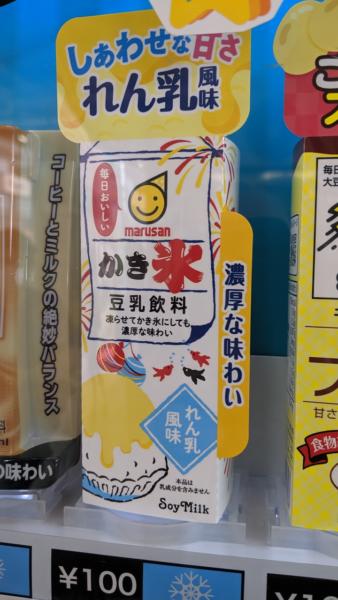 しあわせな甘さ
れん乳風味
毎日おいしい
marusan
かき氷
豆乳飲料
凍らせてかき氷にしても
濃厚な味わい
濃厚な味わい
れん乳
風味
本品は
乳成分を含みません
Soy Milk
コーヒーとミルクの絶妙バランス
の味わい
毎日
大豆
甘さ
食物
¥100
¥10